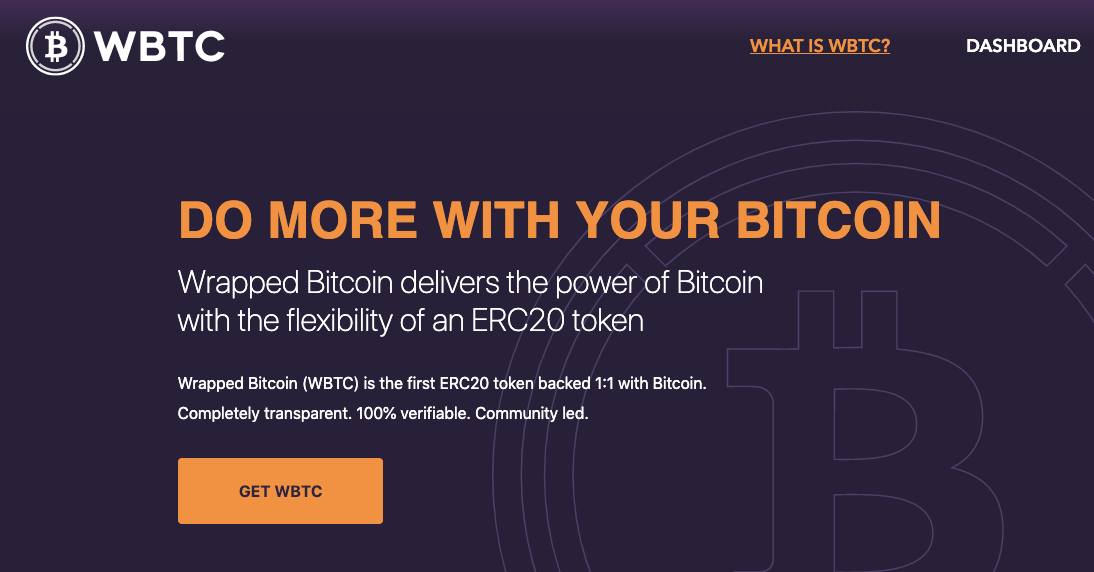 WBTC
WHAT IS WBTC?
DASHBOARD
DO MORE WITH YOUR BITCOIN
Wrapped Bitcoin delivers the power of Bitcoin
with the flexibility of an ERC20 token
Wrapped Bitcoin (WBTC) is the first ERC20 token backed 1:1 with Bitcoin.
Completely transparent. 100% verifiable. Community led.
GET WBTC